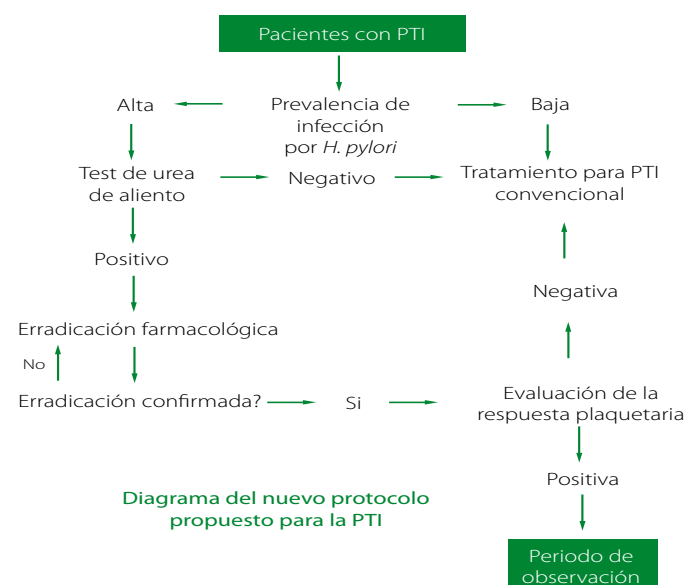 Pacientes con PTI
Alta
Prevalencia de
infección
por H. pylori
Baja
Test de urea
de aliento
Negativo
Tratamiento para PTI
convencional
Positivo
Negativa
Erradicación farmacológica
No
Erradicación confirmada?
Si
Evaluación de la
respuesta plaquetaria
Positiva
Diagrama del nuevo protocolo
propuesto para la PTI
Periodo de
observación